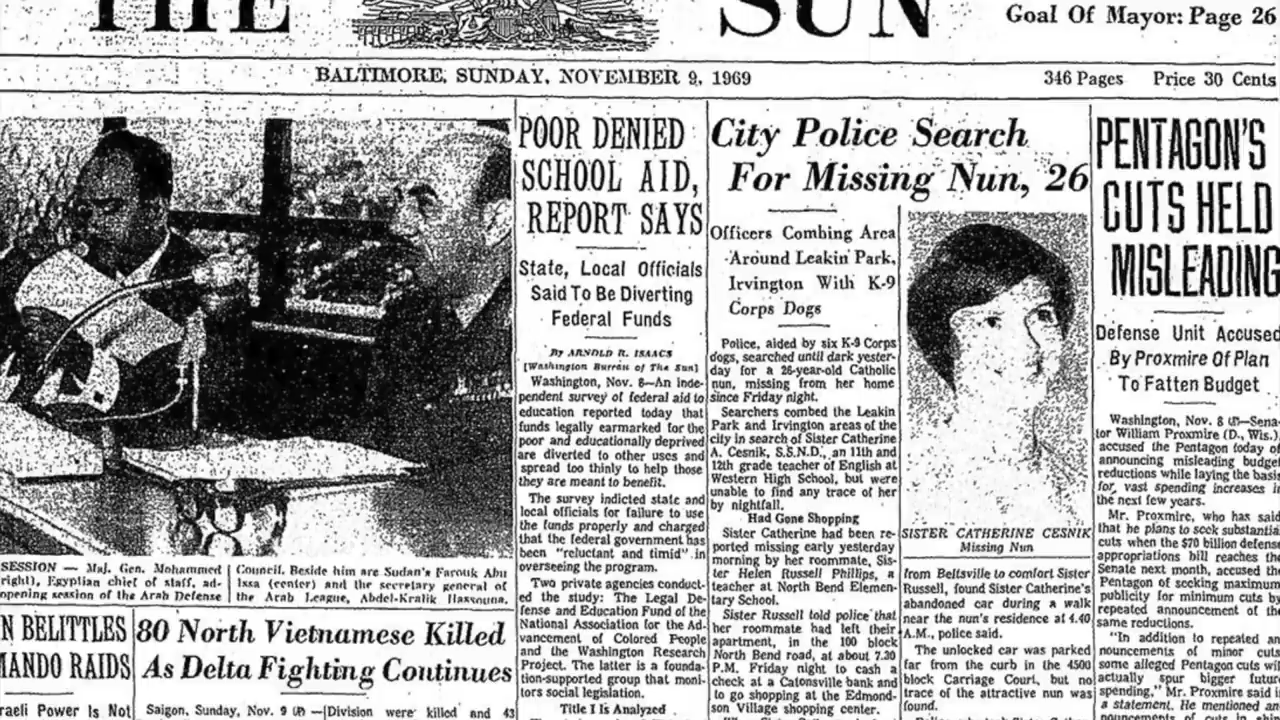 THE SUN
Goal Of Mayor: Page 26
BALTIMORE, SUNDAY, NOVEMBER 9, 1969
346 Pages Price 30 Cents
SESSION — Maj. Gen. Mohammed
right), Egyptian chief of staff, ad-
opening session of the Arab Defense
Council. Beside him are Sudan's Farouk Abu
Issa (center) and the secretary general of
the Arab League, Abdel-Kralik Hassouna.
N BELITTLES
MANDO RAIDS
raeli Power Is Not
80 North Vietnamese Killed
As Delta Fighting Continues
Saigon, Sunday, Nov. 9 (P)—
Division were killed and 43
POOR DENIED
SCHOOL AID,
REPORT SAYS
State, Local Officials
Said To Be Diverting
Federal Funds
By ARNOLD R. ISAACS
[Washington Bureau of The Sun]
Washington, Nov. 8—An inde-
pendent survey of federal aid to
education reported today that
funds legally earmarked for the
poor and educationally deprived
are diverted to other uses and
spread too thinly to help those
they are meant to benefit.
The survey indicted state and
local officials for failure to use
the funds properly and charged
that the federal government has
been "reluctant and timid" in
overseeing the program.
Two private agencies conduct-
ed the study: The Legal De-
fense and Education Fund of the
National Association for the Ad-
vancement of Colored People
and the Washington Research
Project. The latter is a founda-
tion-supported group that moni-
tors social legislation.
Title I Is Analyzed
City Police Search
For Missing Nun, 26
Officers Combing Area
Around Leakin Park,
Irvington With K-9
Corps Dogs
Police, aided by six K-9 Corps
dogs, searched until dark yester-
day for a 26-year-old Catholic
nun, missing from her home
since Friday night.
Searchers combed the Leakin
Park and Irvington areas of the
city in search of Sister Catherine
A. Cesnik, S.S.N.D., an 11th and
12th grade teacher of English at
Western High School, but were
unable to find any trace of her
by nightfall.
Had Gone Shopping
Sister Catherine had been re-
ported missing early yesterday
morning by her roommate, Sis-
ter Helen Russell Phillips, a
teacher at North Bend Elemen-
tary School.
Sister Russell told police that
her roommate had left their
apartment, in the 100 block
North Bend road, at about 7.30
P.M. Friday night to cash a
check at a Catonsville bank and
to go shopping at the Edmond-
son Village shopping center.
SISTER CATHERINE CESNIK
Missing Nun
from Beltsville to comfort Sister
Russell, found Sister Catherine's
abandoned car during a walk
near the nun's residence at 4.40
A.M., police said.
The unlocked car was parked
far from the curb in the 4500
block Carriage Court, but no
trace of the attractive nun was
found.
PENTAGON'S
CUTS HELD
MISLEADING
Defense Unit Accused
By Proxmire Of Plan
To Fatten Budget
Washington, Nov. 8 (P)—Sena-
tor William Proxmire (D., Wis.)
accused the Pentagon today of
announcing misleading budget
reductions while laying the basis
for vast spending increases in
the next few years.
Mr. Proxmire, who has said
that he plans to seek substantial
cuts when the $70 billion defense
appropriations bill reaches the
Senate next month, accused the
Pentagon of seeking maximum
publicity for minimum cuts by
repeated announcement of the
same reductions.
"In addition to repeated an-
nouncements of minor cuts
some alleged Pentagon cuts will
actually spur bigger future
spending," Mr. Proxmire said in
a statement. He mentioned an-